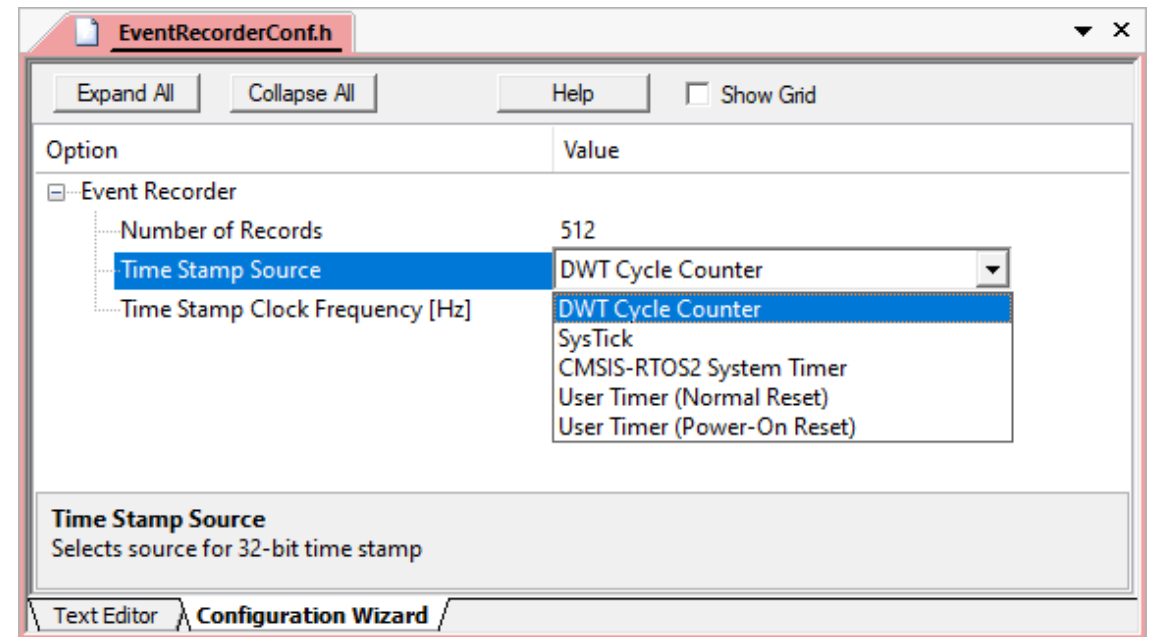 EventRecorderConf.h
Expand All Collapse All Help Show Grid
Option Value
Event Recorder
Number of Records 512
Time Stamp Source DWT Cycle Counter
Time Stamp Clock Frequency [Hz] DWT Cycle Counter
SysTick
CMSIS-RTOS2 System Timer
User Timer (Normal Reset)
User Timer (Power-On Reset)
Time Stamp Source
Selects source for 32-bit time stamp
Text Editor Configuration Wizard